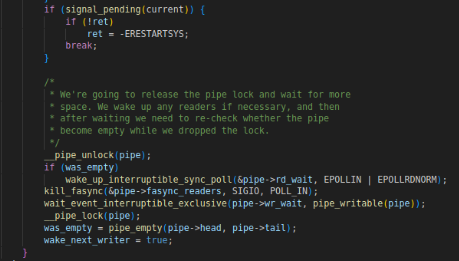 }
if (signal_pending(current)) {
if (!ret)
ret = -ERESTARTSYS;
break;
}
/*
* We're going to release the pipe lock and wait for more
* space. We wake up any readers if necessary, and then
* after waiting we need to re-check whether the pipe
* become empty while we dropped the lock.
*/
__pipe_unlock(pipe);
if (was_empty)
wake_up_interruptible_sync_poll(&pipe->rd_wait, EPOLLIN | EPOLLRDNORM);
kill_fasync(&pipe->fasync_readers, SIGIO, POLL_IN);
wait_event_interruptible_exclusive(pipe->wr_wait, pipe_writable(pipe));
__pipe_lock(pipe);
was_empty = pipe_empty(pipe->head, pipe->tail);
wake_next_writer = true;
}